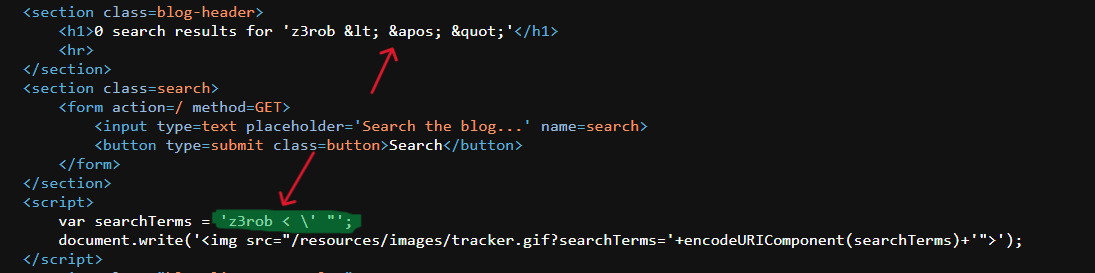 <section class=blog-header>
<h1>0 search results for 'z3rob &lt; &apos; &quot;'</h1>
<hr>
</section>
<section class=search>
<form action=/ method=GET>
<input type=text placeholder='Search the blog...' name=search>
<button type=submit class=button>Search</button>
</form>
</section>
<script>
var searchTerms = 'z3rob < \' "';
document.write('<img src="/resources/images/tracker.gif?searchTerms='+encodeURIComponent(searchTerms)+'">');
</script>